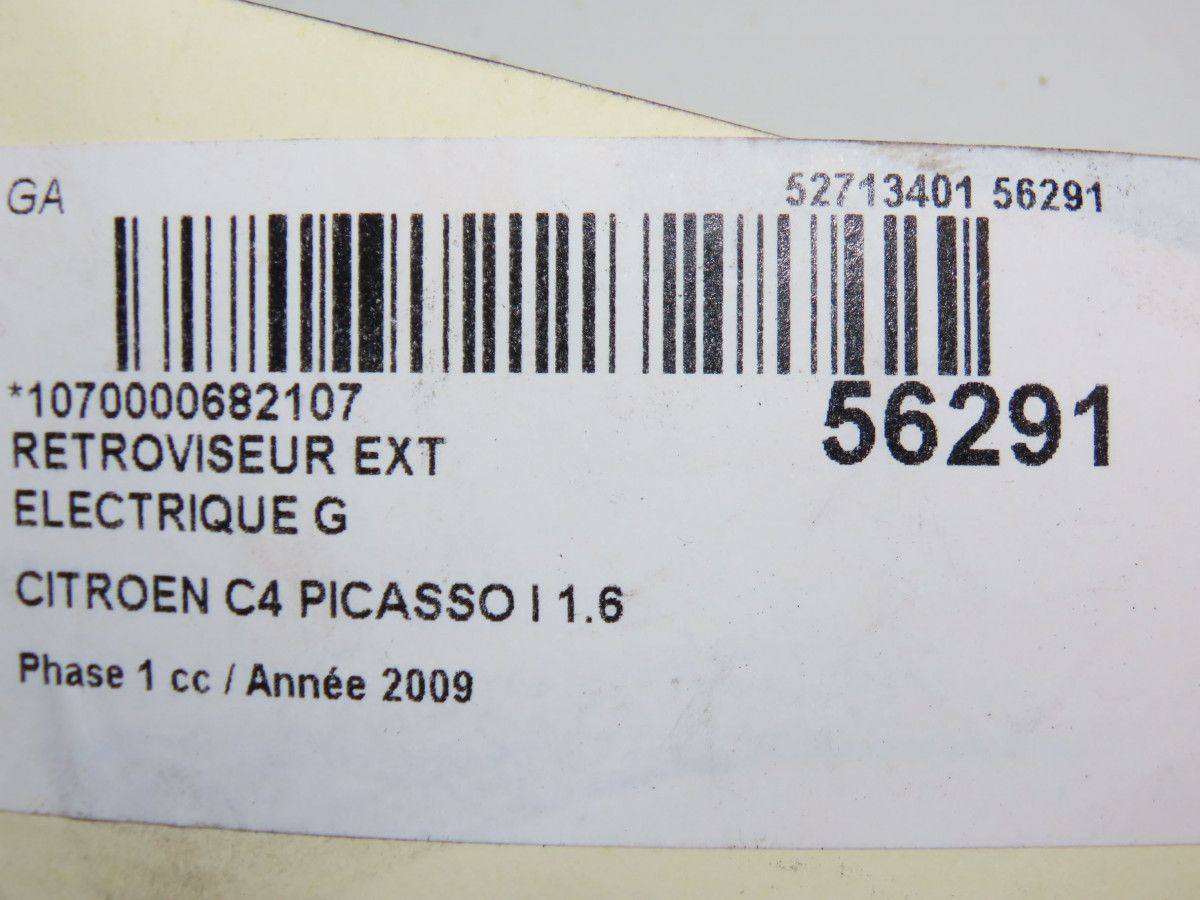 GA
52713401 56291
*1070000682107
56291
RETROVISEUR EXT
ELECTRIQUE G
CITROEN C4 PICASSO I 1.6
Phase 1 cc / Année 2009